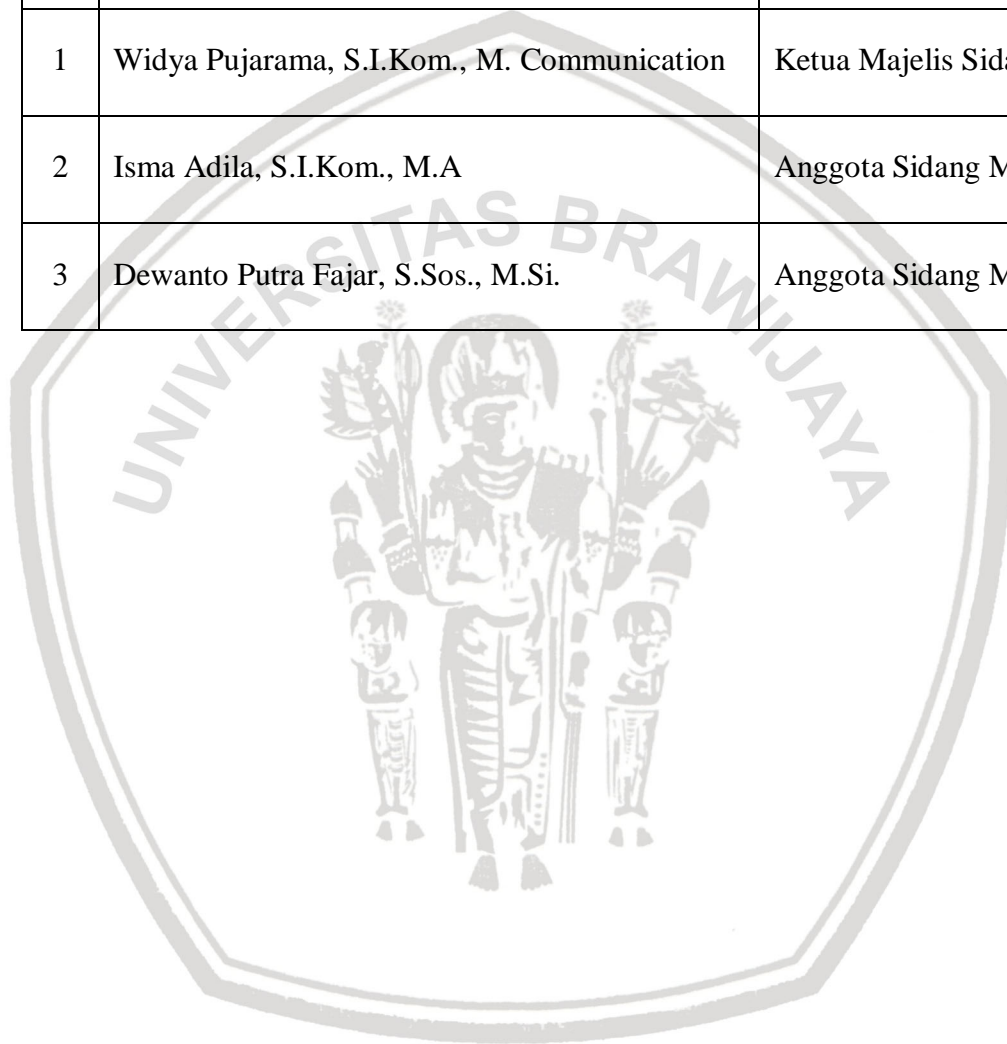 1 Widya Pujarama, S.I.Kom., M. Communication Ketua Majelis
2 Isma Adila, S.I.Kom., M.A Anggota Sidang
3 Dewanto Putra Fajar, S.Sos., M.Si. Anggota Sidang
UNIVERSITAS BRAWIJAYA